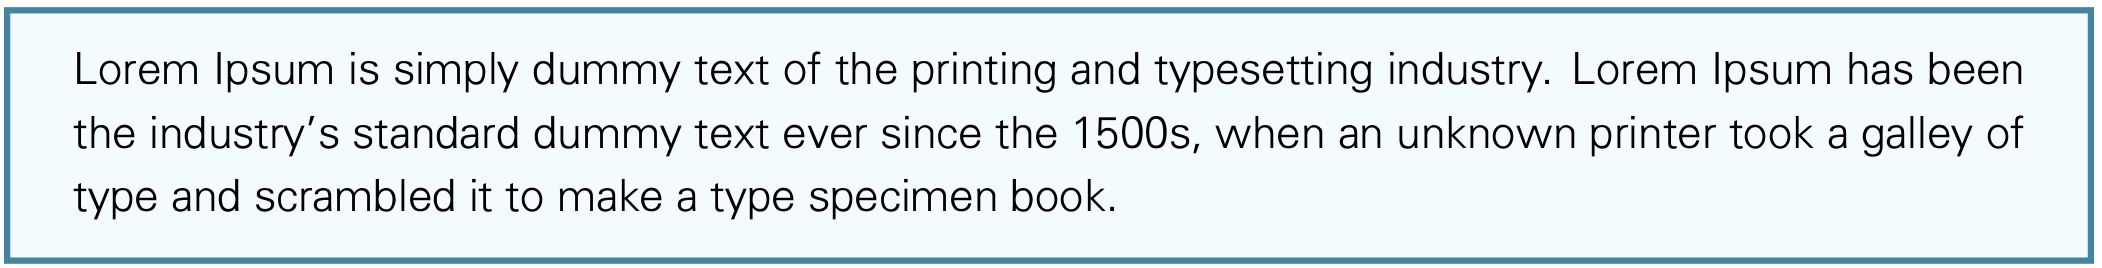 Lorem Ipsum is simply dummy text of the printing and typesetting industry. Lorem Ipsum has been
the industry’s standard dummy text ever since the 1500s, when an unknown printer took a galley of
type and scrambled it to make a type specimen book.